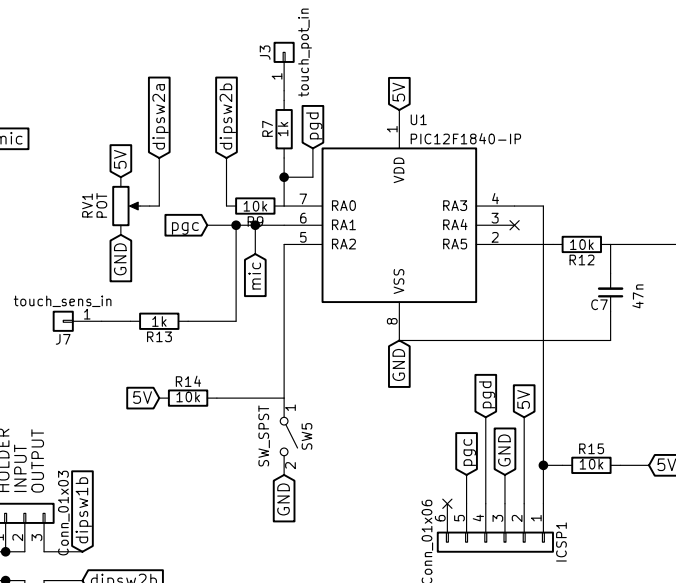 touch_pot_in
J3
1
dipsw2a
dipsw2b
R7
1k
pgd
5V
1
U1
PIC12F1840-IP
mic
5V
RV1
POT
GND
VDD
10k
R9
7
RA0
RA3
4
pgc
6
RA1
RA4
3
5
RA2
RA5
2
10k
R12
mic
VSS
C7
47n
touch_sens_in
1
J7
1k
R13
8
GND
R14
5V
10k
pgd
5V
1
SW_SPST
SW5
2
GND
pgc
GND
R15
10k
5V
HOLDER
INPUT
OUTPUT
Conn_01x03
dipsw1b
1
2
3
Conn_01x06
6
5
4
3
2
1
ICSP1
dipsw2b